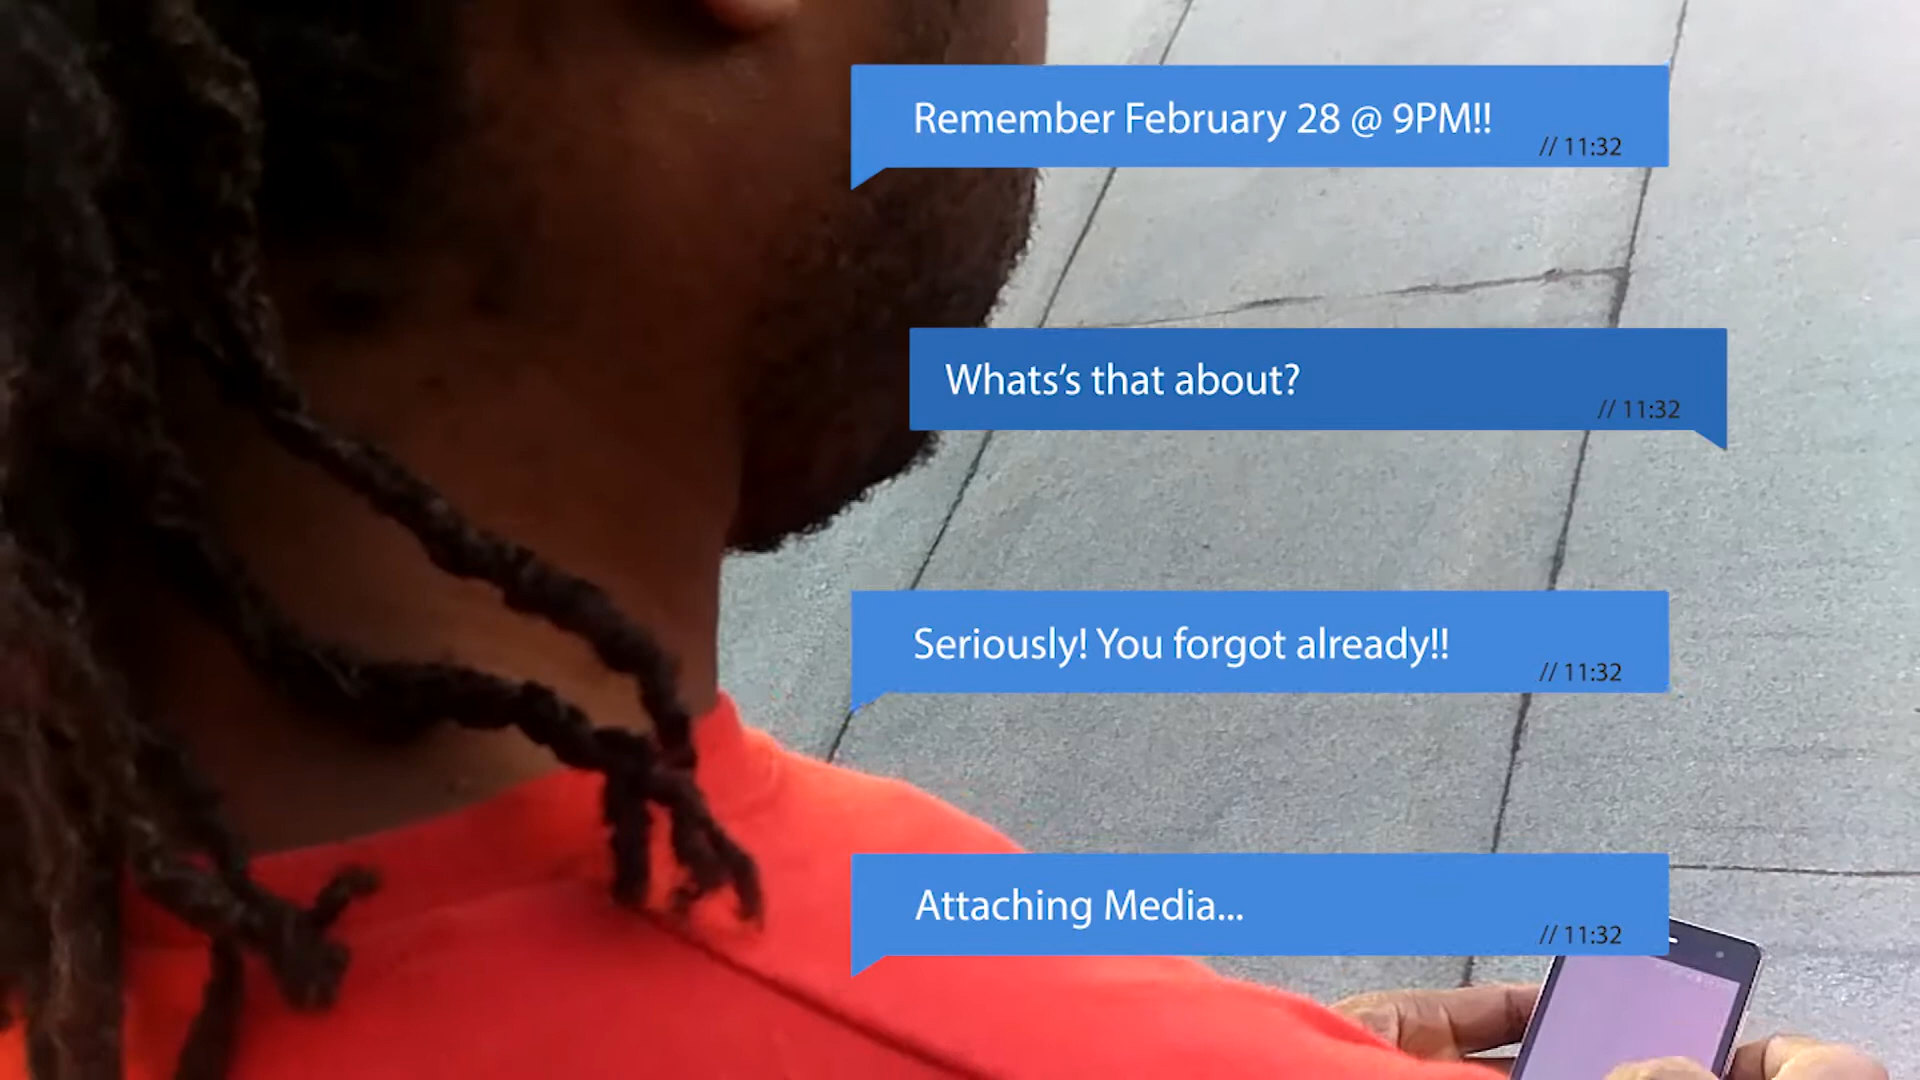 Remember February 28 @ 9PM!!
// 11:32
Whats's that about?
// 11:32
Seriously! You forgot already!!
// 11:32
Attaching Media...
// 11:32